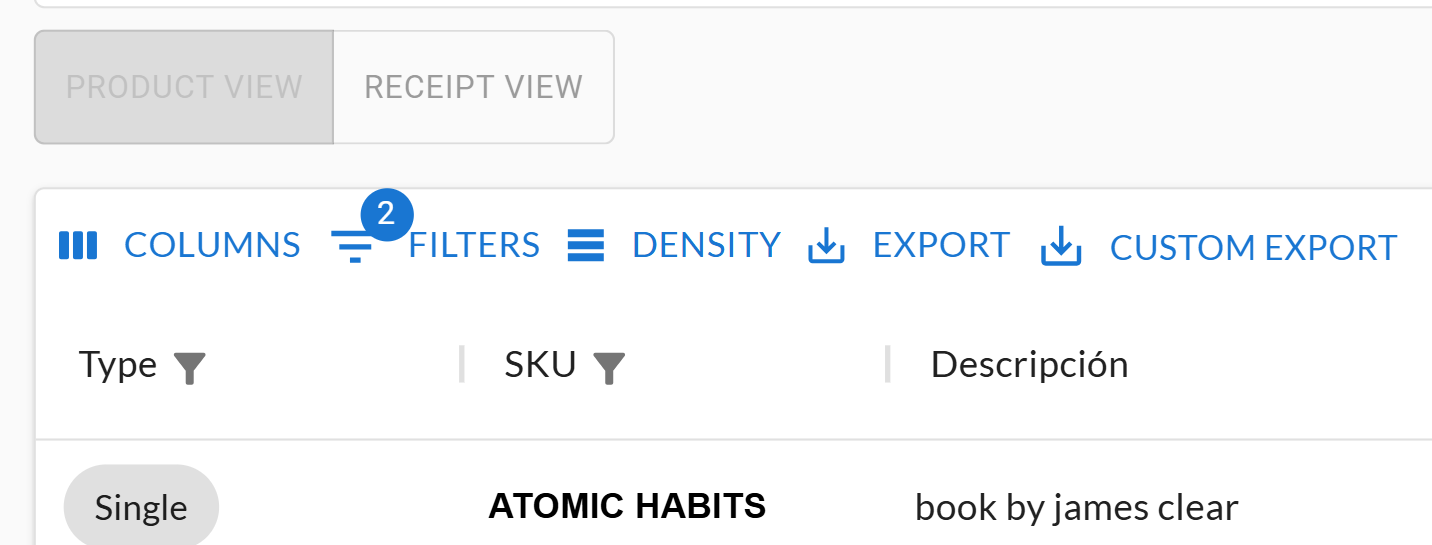 PRODUCT VIEW RECEIPT VIEW
COLUMNS 2 FILTERS DENSITY EXPORT CUSTOM EXPORT
Type SKU Descripción
Single ATOMIC HABITS book by james clear